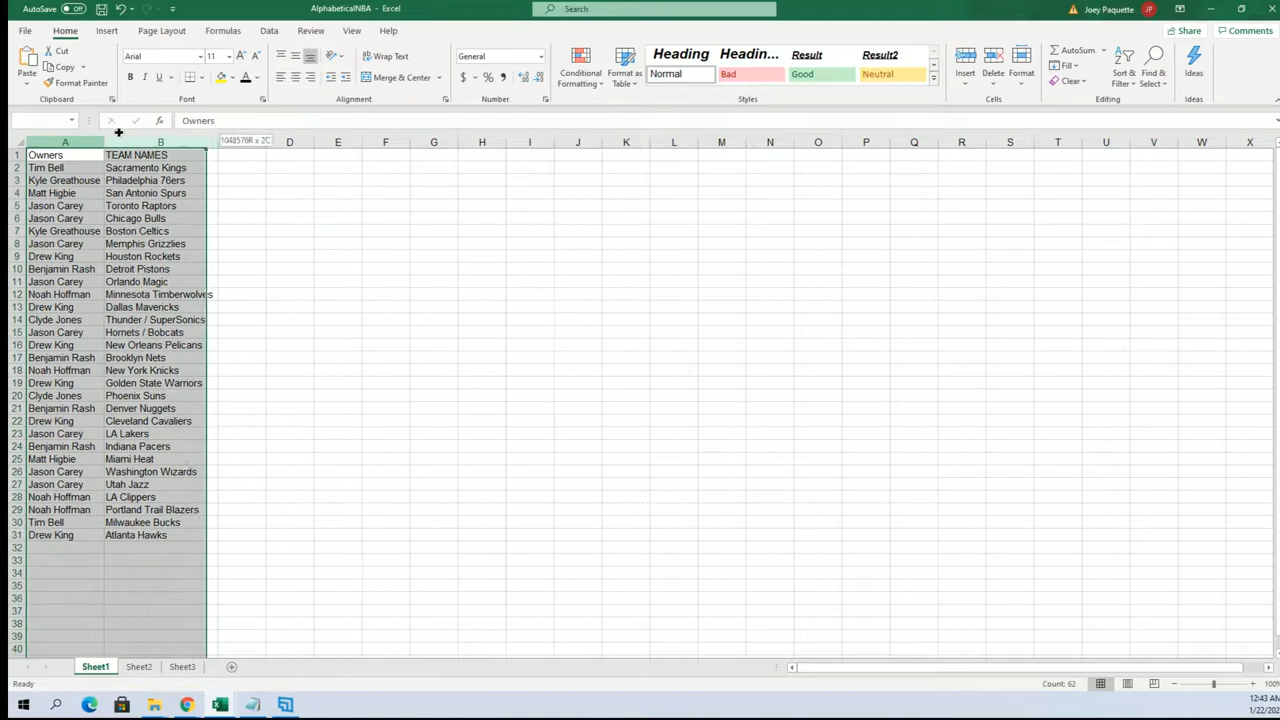 AutoSave Off AlphabeticalNBA - Excel Search Joey Paquette JP
File Home Insert Page Layout Formulas Data Review View Help Share Comments
Paste Cut Copy Format Painter Clipboard
Arial 11 B I U A A A Font
Wrap Text Merge & Center Alignment
General $ % Number
Conditional Formatting Format as Table
Heading Headin... Result Result2
Normal Bad Good Neutral
Styles
Insert Delete Format Cells
AutoSum Fill Clear Sort & Filter Find & Select Editing
Ideas Ideas
fx Owners
1048576R x 2C
A B D E F G H I J K L M N O P Q R S T U V W X
1 Owners TEAM NAMES
2 Tim Bell Sacramento Kings
3 Kyle Greathouse Philadelphia 76ers
4 Matt Higbie San Antonio Spurs
5 Jason Carey Toronto Raptors
6 Jason Carey Chicago Bulls
7 Kyle Greathouse Boston Celtics
8 Jason Carey Memphis Grizzlies
9 Drew King Houston Rockets
10 Benjamin Rash Detroit Pistons
11 Jason Carey Orlando Magic
12 Noah Hoffman Minnesota Timberwolves
13 Drew King Dallas Mavericks
14 Clyde Jones Thunder / SuperSonics
15 Jason Carey Hornets / Bobcats
16 Drew King New Orleans Pelicans
17 Benjamin Rash Brooklyn Nets
18 Noah Hoffman New York Knicks
19 Drew King Golden State Warriors
20 Clyde Jones Phoenix Suns
21 Benjamin Rash Denver Nuggets
22 Drew King Cleveland Cavaliers
23 Jason Carey LA Lakers
24 Benjamin Rash Indiana Pacers
25 Matt Higbie Miami Heat
26 Jason Carey Washington Wizards
27 Jason Carey Utah Jazz
28 Noah Hoffman LA Clippers
29 Noah Hoffman Portland Trail Blazers
30 Tim Bell Milwaukee Bucks
31 Drew King Atlanta Hawks
32
33
34
35
36
37
38
39
40
Sheet1 Sheet2 Sheet3
Ready Count: 62 100%
12:43 AM
1/22/202